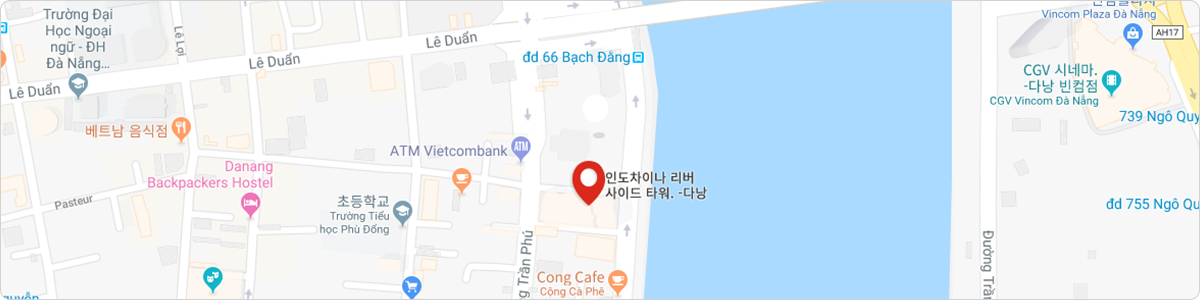 Trường Đại
Học Ngoại
ngữ - ĐH
Đà Nẵng...
Lê Lợi
Lê Duẩn
Lê Duẩn
Lê Duẩn
đd 66 Bạch Đằng
Vincom Plaza Đà Nẵng
AH17
CGV 시네마.
-다낭 빈컴점
CGV Vincom Đà Nẵng
739 Ngô Quy
베트남 음식점
ATM Vietcombank
ATM
Danang
Backpackers Hostel
Pasteur
초등학교
Trường Tiểu
học Phù Đổng
인도차이나 리버
사이드 타워. -다낭
đd 755 Ngô Qu
g Trần Phú
Cong Cafe
Cộng Cà Phê
Đường Trần
guyễn